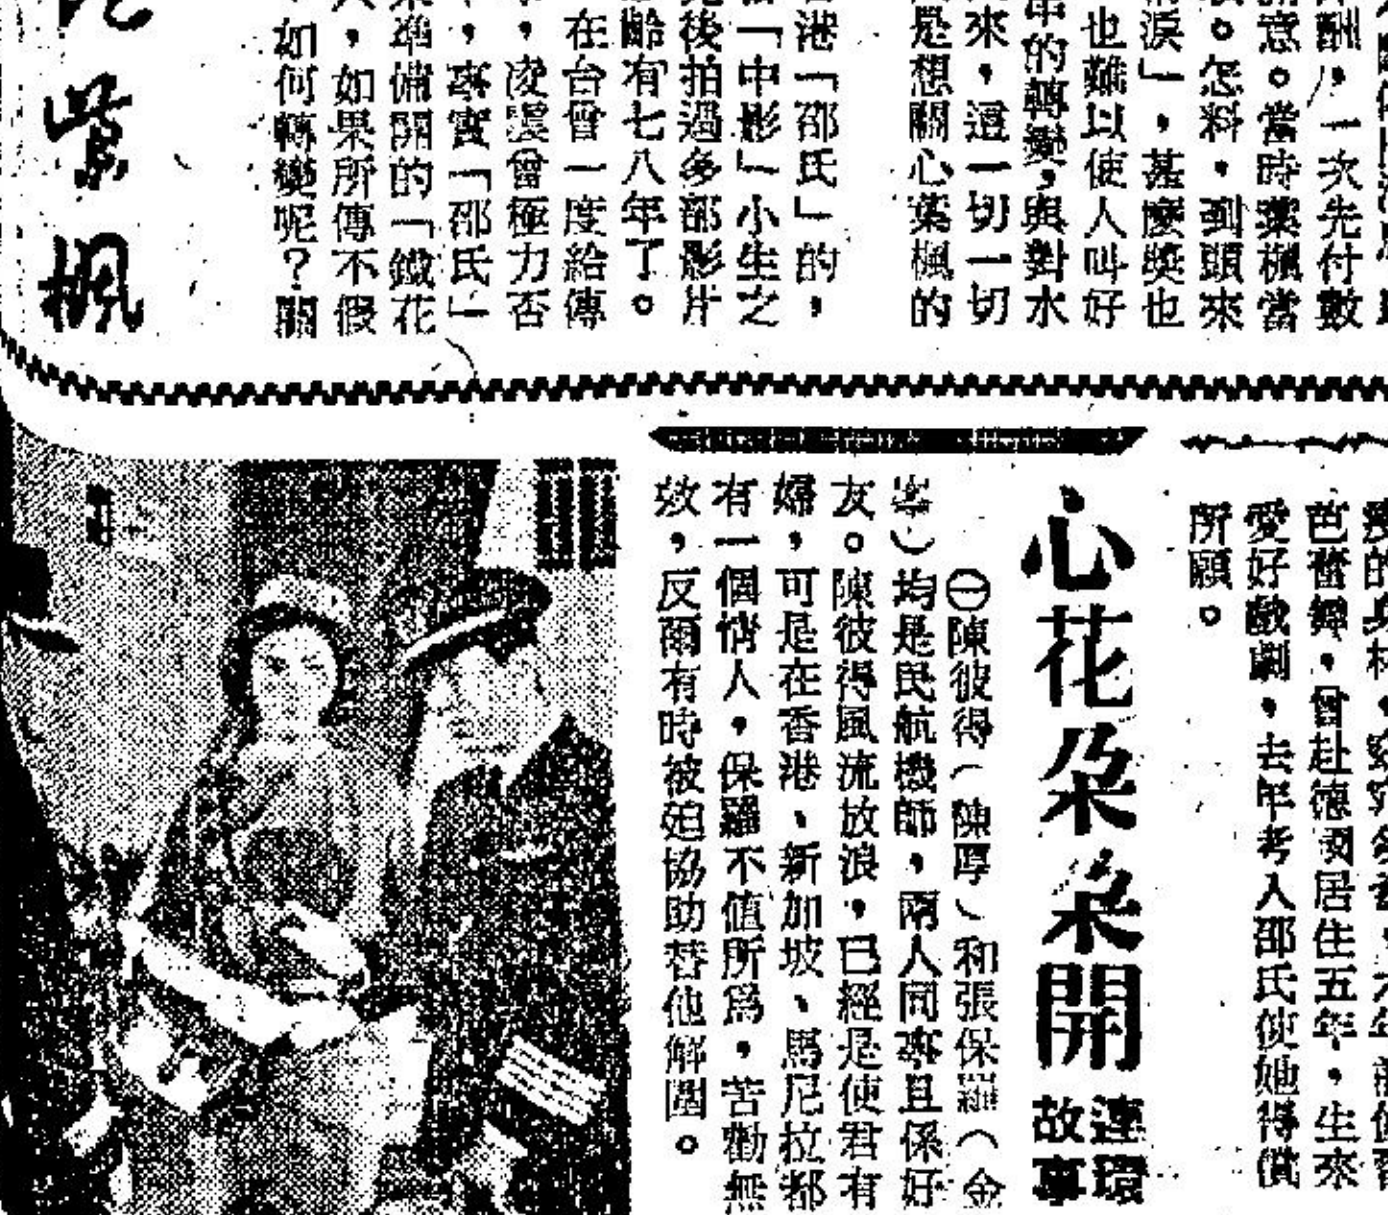 酬，一次先付數
意。當時葉楓當
。怎料，到頭來
淚」，甚麼獎也
也難以使人叫好
的轉變，與對水
來，這一切一切
是想關心葉楓的
港「邵氏」的，
「中影」小生之
後拍過多部影片
齡有七八年了。
在台曾一度給傳
，凌雲曾極力否
，事實「邵氏」
準備開的「鐵花
，如果所傳不假
如何轉變呢？關
紫楓
的身材，
芭蕾舞，曾赴德國居住五年，生來
愛好戲劇，去年考入邵氏使她得償
所願。
心花朵朵開
連環
故事
㊀陳彼得（陳厚）和張保羅（金
峯）均是民航機師，兩人同事且係好
友。陳彼得風流放浪，已經是使君有
婦，可是在香港、新加坡、馬尼拉都
有一個情人，保羅不值所爲，苦勸無
效，反爾有時被廹協助替他解圍。